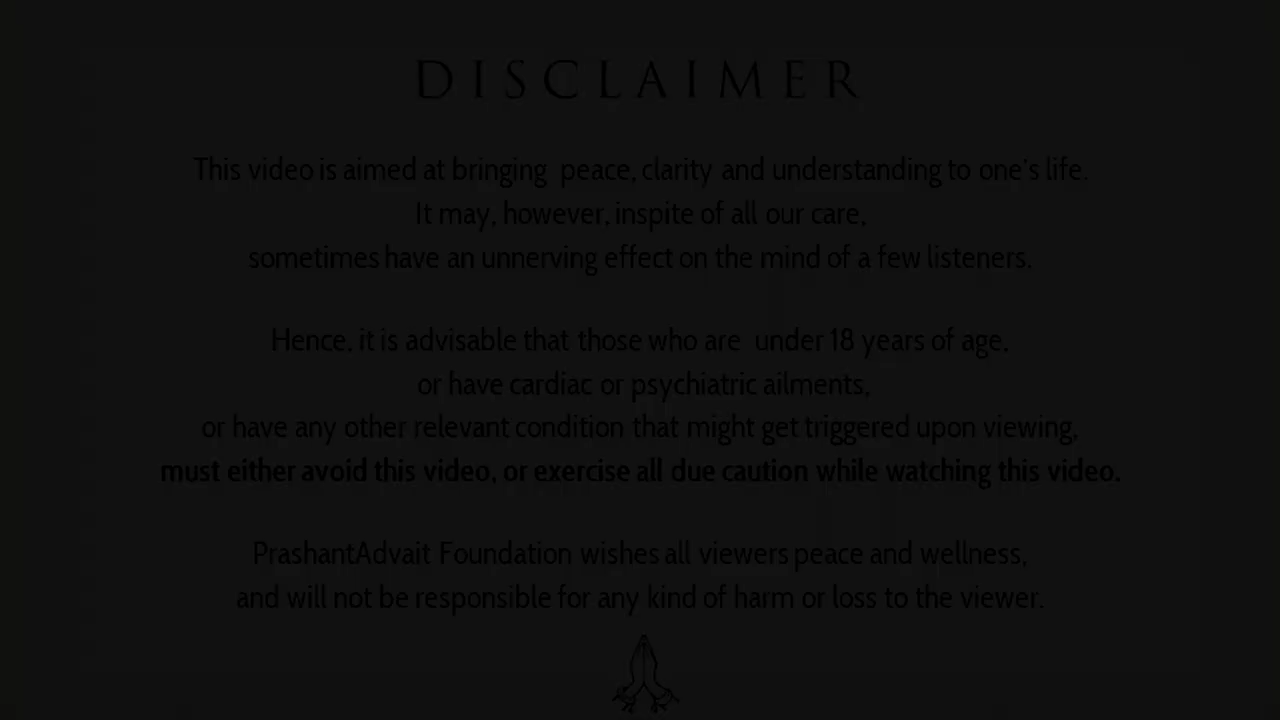 DISCLAIMER
This video is aimed at bringing peace, clarity and understanding to one's life.
It may, however, inspite of all our care,
sometimes have an unnerving effect on the mind of a few listeners.
Hence, it is advisable that those who are under 18 years of age,
or have cardiac or psychiatric ailments,
or have any other relevant condition that might get triggered upon viewing,
must either avoid this video, or exercise all due caution while watching this video.
PrashantAdvait Foundation wishes all viewers peace and wellness,
and will not be responsible for any kind of harm or loss to the viewer.